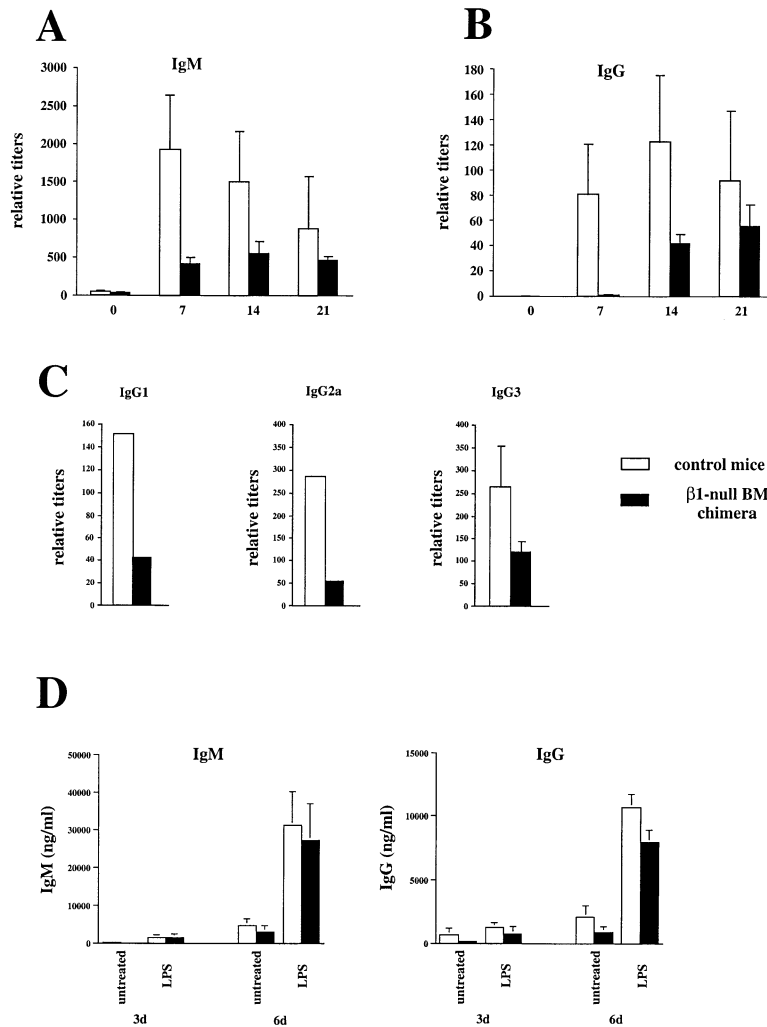 A
IgM
relative titers
3000
2500
2000
1500
1000
500
0
0 7 14 21
B
IgG
relative titers
180
160
140
120
100
80
60
40
20
0
0 7 14 21
C
IgG1
relative titers
160
140
120
100
80
60
40
20
0
IgG2a
relative titers
400
350
300
250
200
150
100
50
0
IgG3
relative titers
400
350
300
250
200
150
100
50
0
control mice
β1-null BM
chimera
D
IgM
IgM (ng/ml)
50000
40000
30000
20000
10000
0
untreated LPS untreated LPS
3d 6d
IgG
IgG (ng/ml)
15000
10000
5000
0
untreated LPS untreated LPS
3d 6d